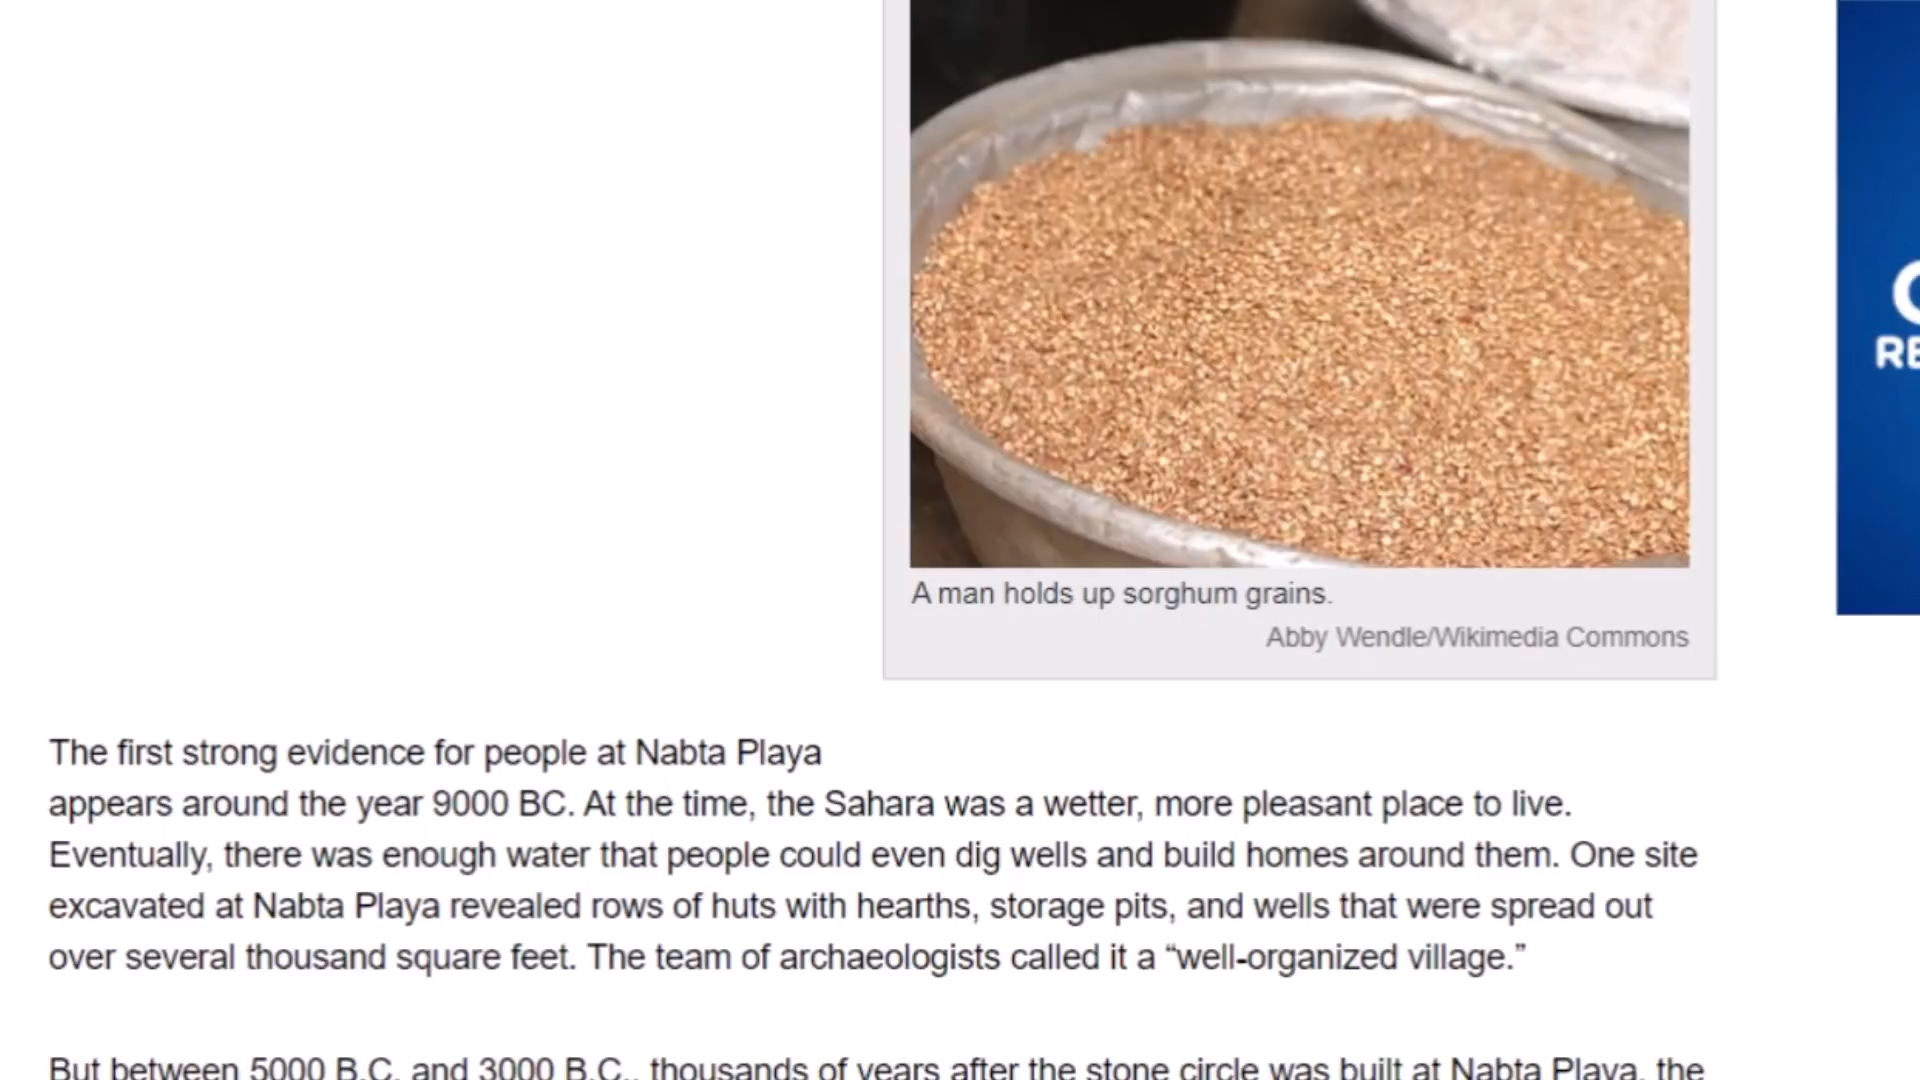 A man holds up sorghum grains.
Abby Wendle/Wikimedia Commons
The first strong evidence for people at Nabta Playa
appears around the year 9000 BC. At the time, the Sahara was a wetter, more pleasant place to live.
Eventually, there was enough water that people could even dig wells and build homes around them. One site
excavated at Nabta Playa revealed rows of huts with hearths, storage pits, and wells that were spread out
over several thousand square feet. The team of archaeologists called it a “well-organized village.”
But between 5000 B.C. and 3000 B.C., thousands of years after the stone circle was built at Nabta Playa, the